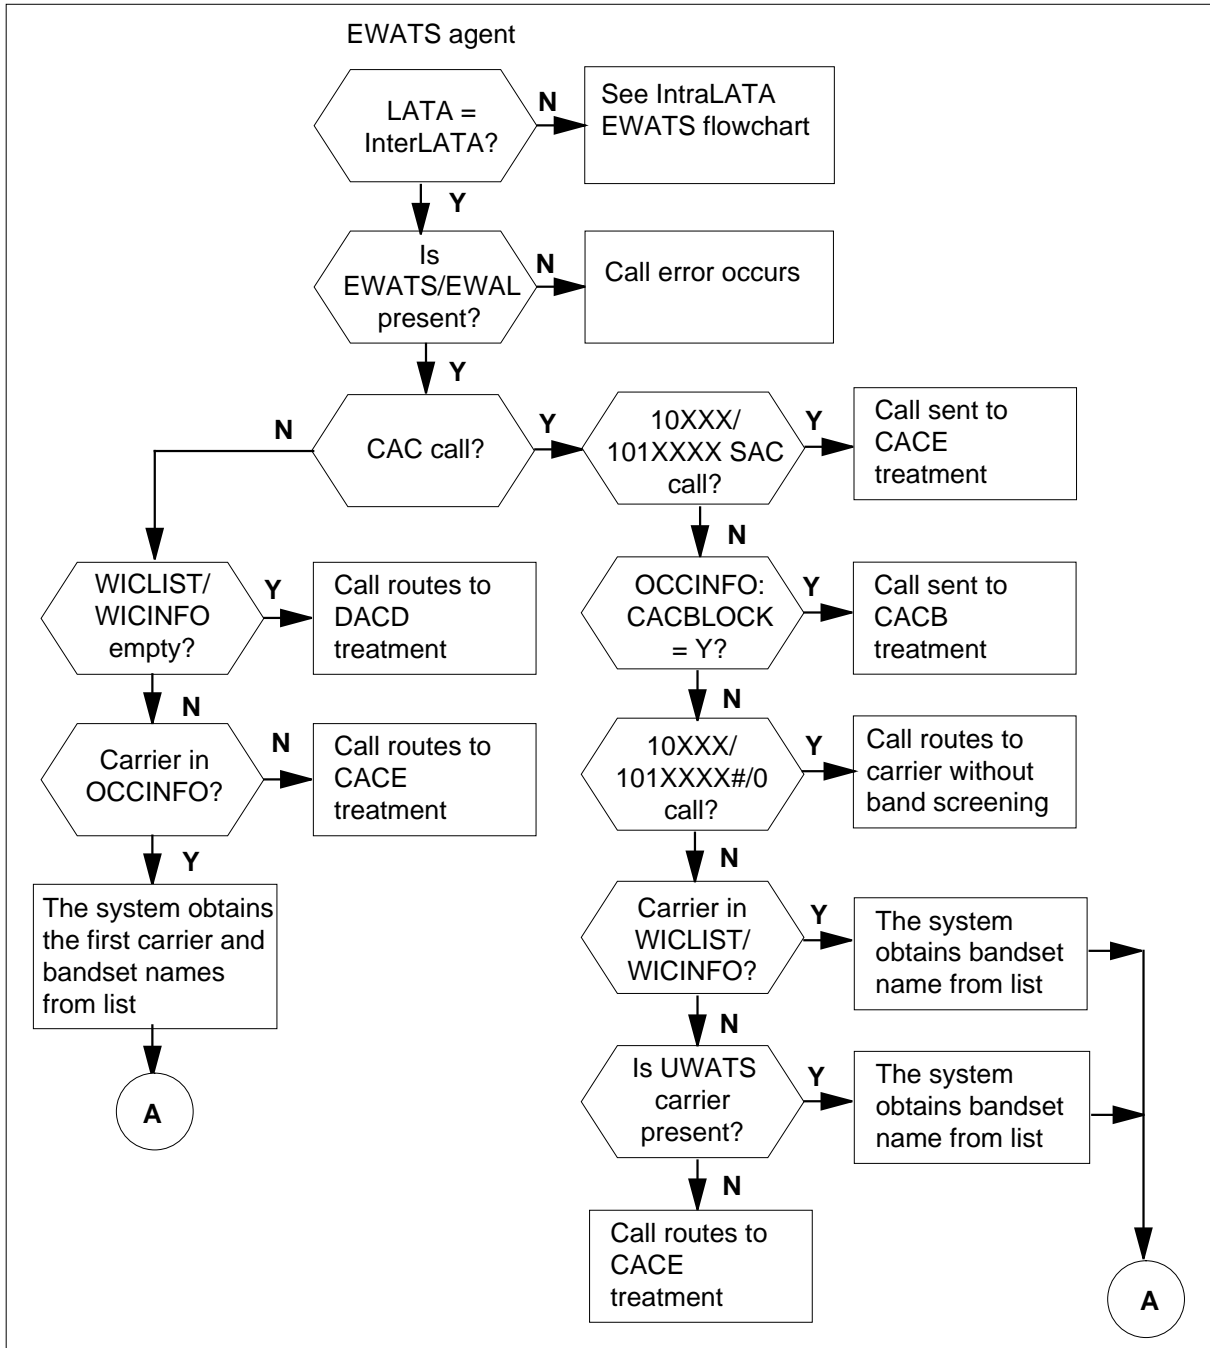 EWATS agent
LATA =
InterLATA?
N
See IntraLATA
EWATS flowchart
Y
Is
EWATS/EWAL
present?
N
Call error occurs
Y
N
CAC call?
Y
10XXX/
101XXXX SAC
call?
Y
Call sent to
CACE
treatment
N
WICLIST/
WICINFO
empty?
Y
Call routes to
DACD
treatment
OCCINFO:
CACBLOCK
= Y?
Y
Call sent to
CACB
treatment
N
N
Carrier in
OCCINFO?
N
Call routes to
CACE
treatment
10XXX/
101XXXX#/0
call?
Y
Call routes to
carrier without
band screening
Y
N
The system obtains
the first carrier and
bandset names
from list
Carrier in
WICLIST/
WICINFO?
Y
The system
obtains bandset
name from list
N
A
Is UWATS
carrier
present?
Y
The system
obtains bandset
name from list
N
Call routes to
CACE
treatment
A